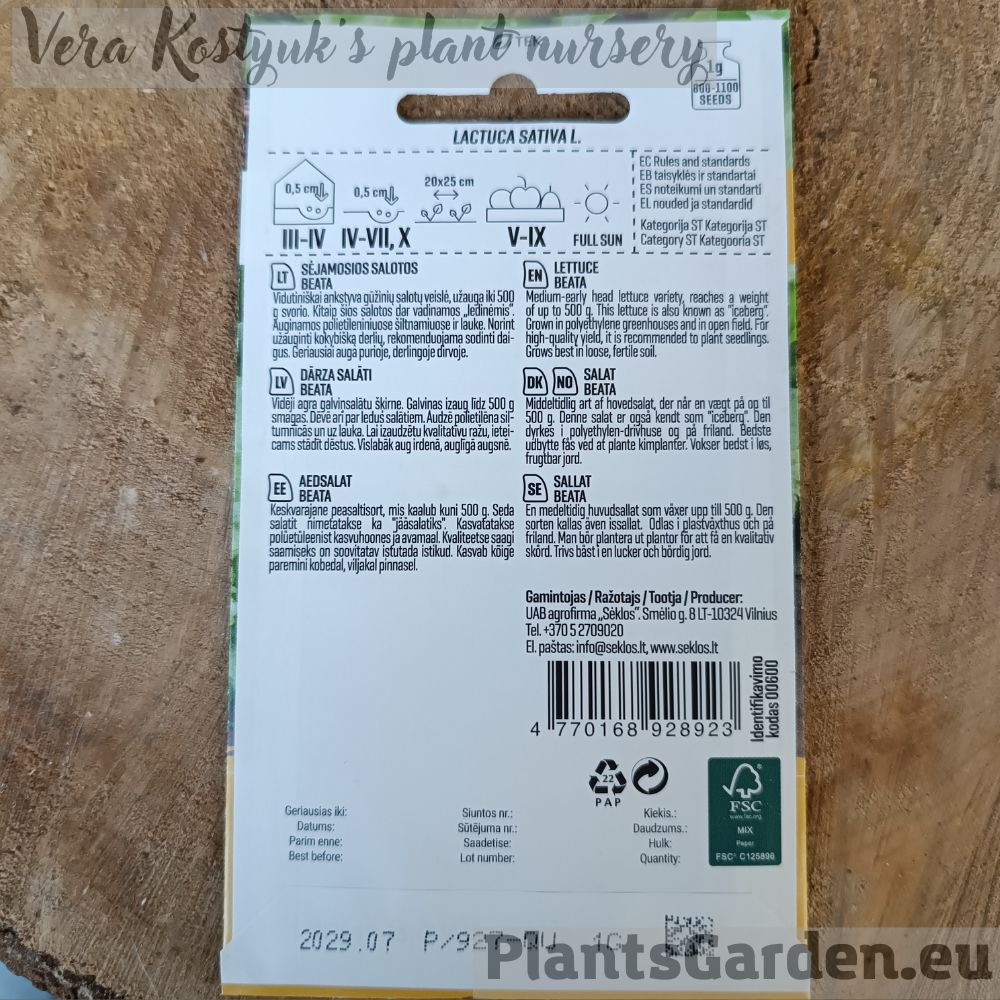 Vera Kostyuk's plant nursery
1g
800-1100
SEEDS
LACTUCA SATIVA L.
0,5 cm
0,5 cm
20x25 cm
III-IV
IV-VII, X
V-IX
FULL SUN
EC Rules and standards
EB taisyklės ir standartai
ES noteikumi un standarti
EL nouded ja standardid
Kategorija ST Kategorija ST
Category ST Kategooria ST
LT SĖJAMOSIOS SALOTOS
BEATA
Vidutiniškai ankstyva gūžinių salotų veislė, užauga iki 500
g svorio. Kitaip šios salotos dar vadinamos „ledinėmis“.
Auginamos polietileniniuose šiltnamiuose ir lauke. Norint
užauginti kokybišką derlių, rekomenduojama sodinti dai-
gus. Geriausiai auga purioje, derlingoje dirvoje.
EN LETTUCE
BEATA
Medium-early head lettuce variety, reaches a weight
of up to 500 g. This lettuce is also known as "iceberg".
Grown in polyethylene greenhouses and in open field. For
high-quality yield, it is recommended to plant seedlings.
Grows best in loose, fertile soil.
LV DĀRZA SALĀTI
BEATA
Vidēji agra galviņsalātu šķirne. Galviņas izaug līdz 500 g
smagas. Dēvē arī par ledus salātiem. Audzē polietilēna sil-
tumnīcās un uz lauka. Lai izaudzētu kvalitatīvu ražu, ietei-
cams stādīt dēstus. Vislabāk aug irdenā, auglīgā augsnē.
DK NO SALAT
BEATA
Middeltidlig art af hovedsalat, der når en vægt på op til
500 g. Denne salat er også kendt som "iceberg". Den
dyrkes i polyethylen-drivhuse og på friland. Bedste
udbytte fås ved at plante kimplanter. Vokser bedst i løs,
frugtbar jord.
EE AEDSALAT
BEATA
Keskvarajane peasaltisort, mis kaalub kuni 500 g. Seda
salatit nimetatakse ka "jääsalatiks". Kasvatatakse
polüetüleenist kasvuhoones ja avamaal. Kvaliteetse saagi
saamiseks on soovitatav istutada istikud. Kasvab kõige
paremini kobedal, viljakal pinnasel.
SE SALLAT
BEATA
En medeltidig huvudsallat som växer upp till 500 g. Den
sorten kallas även issallat. Odlas i plastväxthus och på
friland. Man bör plantera ut plantor för att få en kvalitativ
skörd. Trivs bäst i en lucker och bördig jord.
Gamintojas / Ražotajs / Tootja / Producer:
UAB agrofirma „Sėklos“. Smėlio g. 8 LT-10324 Vilnius
Tel. +370 5 2709020
El. paštas: info@seklos.lt, www.seklos.lt
4 770168 928923
Identifikavimo
kodas 00600
22
PAP
FSC
www.fsc.org
MIX
Paper
FSC® C125896
Geriausias iki:
Datums:
Parim enne:
Best before:
Siuntos nr.:
Sūtējuma nr.:
Saadetise:
Lot number:
Kiekis.:
Daudzums.:
Hulk:
Quantity:
2029.07
PlantsGarden.eu